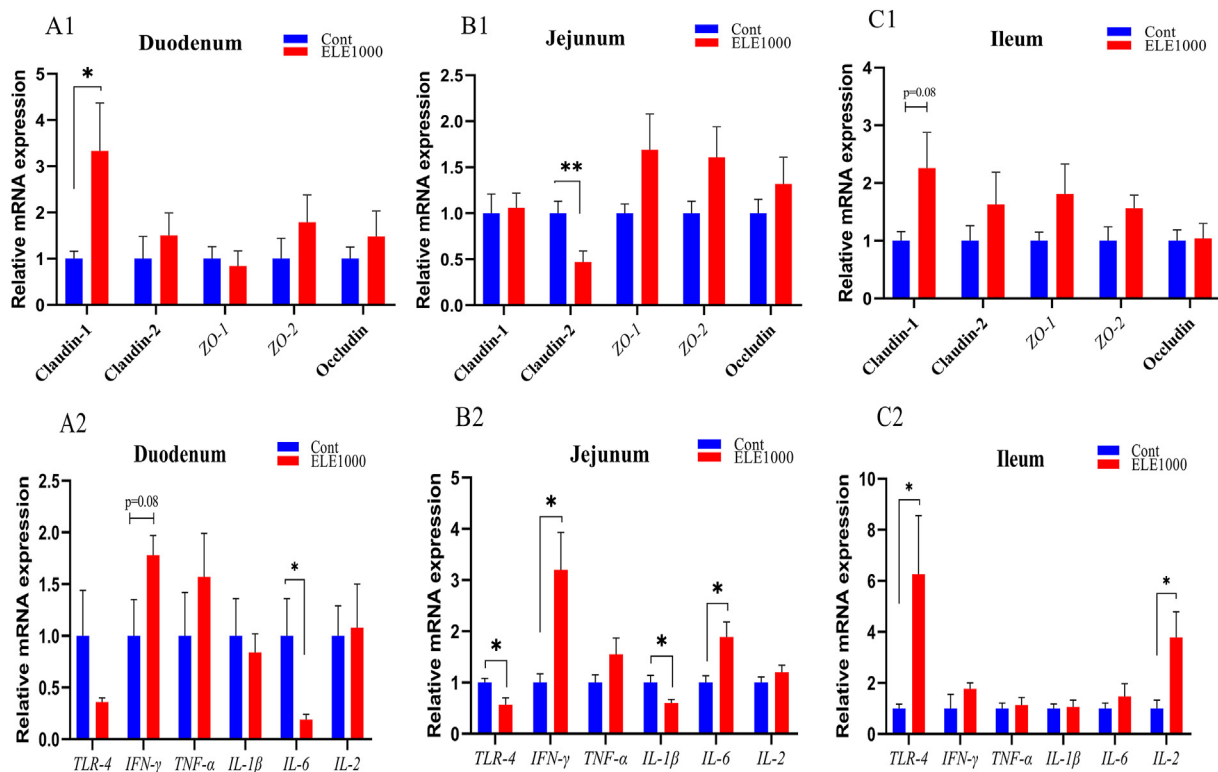 A1
Duodenum
Cont
ELE1000
Relative mRNA expression
5
4
3
2
1
0
*
Claudin-1
Claudin-2
ZO-1
ZO-2
Occludin
B1
Jejunum
Cont
ELE1000
Relative mRNA expression
2.5
2.0
1.5
1.0
0.5
0.0
**
Claudin-1
Claudin-2
ZO-1
ZO-2
Occludin
C1
Ileum
Cont
ELE1000
Relative mRNA expression
4
3
2
1
0
p=0.08
Claudin-1
Claudin-2
ZO-1
ZO-2
Occludin
A2
Duodenum
Cont
ELE1000
Relative mRNA expression
2.5
2.0
1.5
1.0
0.5
0.0
p=0.08
*
TLR-4
IFN-γ
TNF-α
IL-1β
IL-6
IL-2
B2
Jejunum
Cont
ELE1000
Relative mRNA expression
5
4
3
2
1
0
*
*
*
*
TLR-4
IFN-γ
TNF-α
IL-1β
IL-6
IL-2
C2
Ileum
Cont
ELE1000
Relative mRNA expression
10
8
6
4
2
0
*
*
TLR-4
IFN-γ
TNF-α
IL-1β
IL-6
IL-2